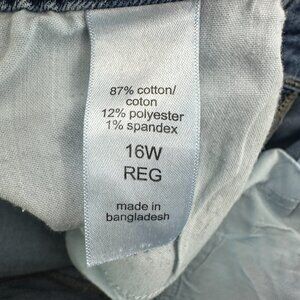 87% cotton/
coton
12% polyester
1% spandex
16W
REG
made in
bangladesh